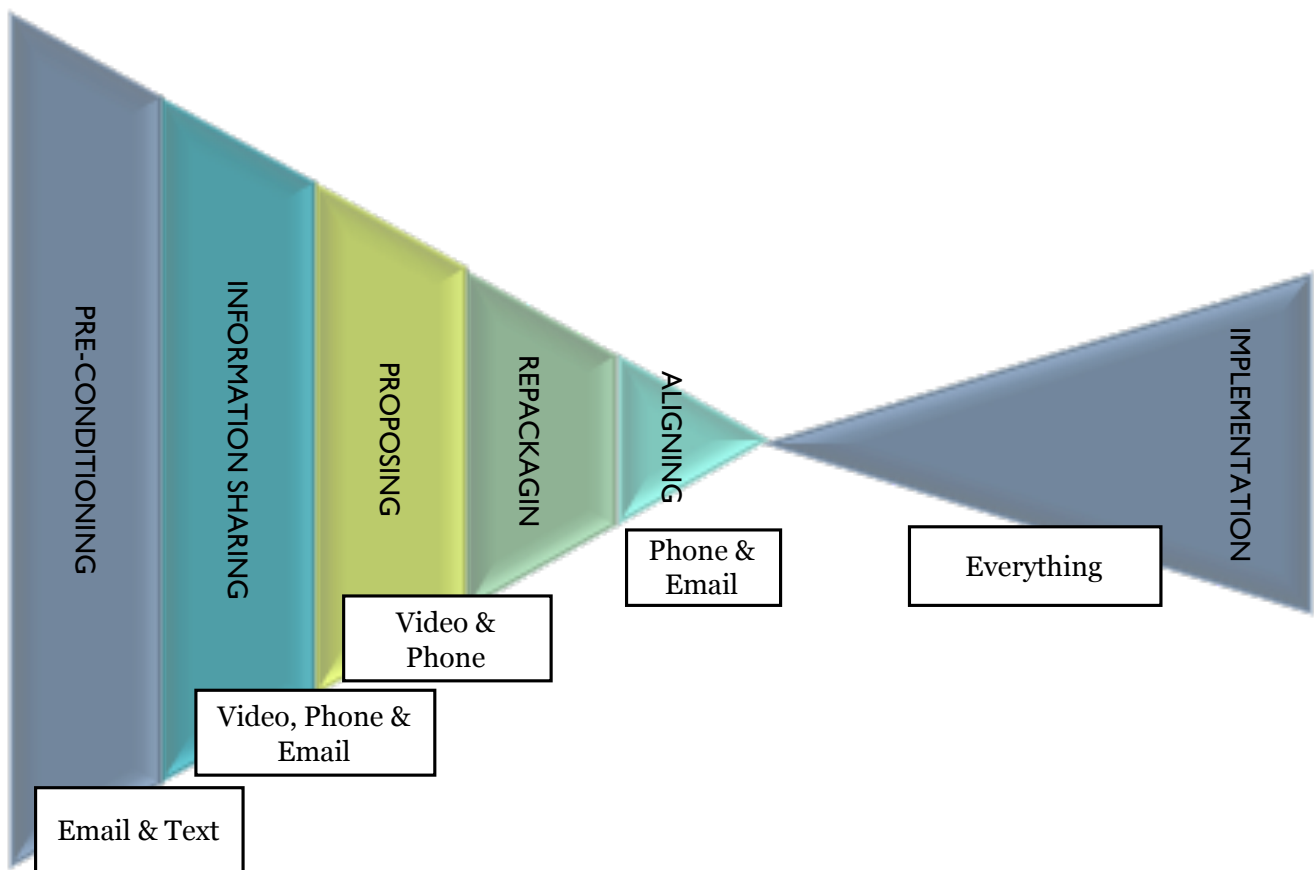 PRE-CONDITIONING
INFORMATION SHARING
PROPOSING
REPACKAGIN
ALIGNING
IMPLEMENTATION
Phone &
Email
Everything
Video &
Phone
Video, Phone &
Email
Email & Text